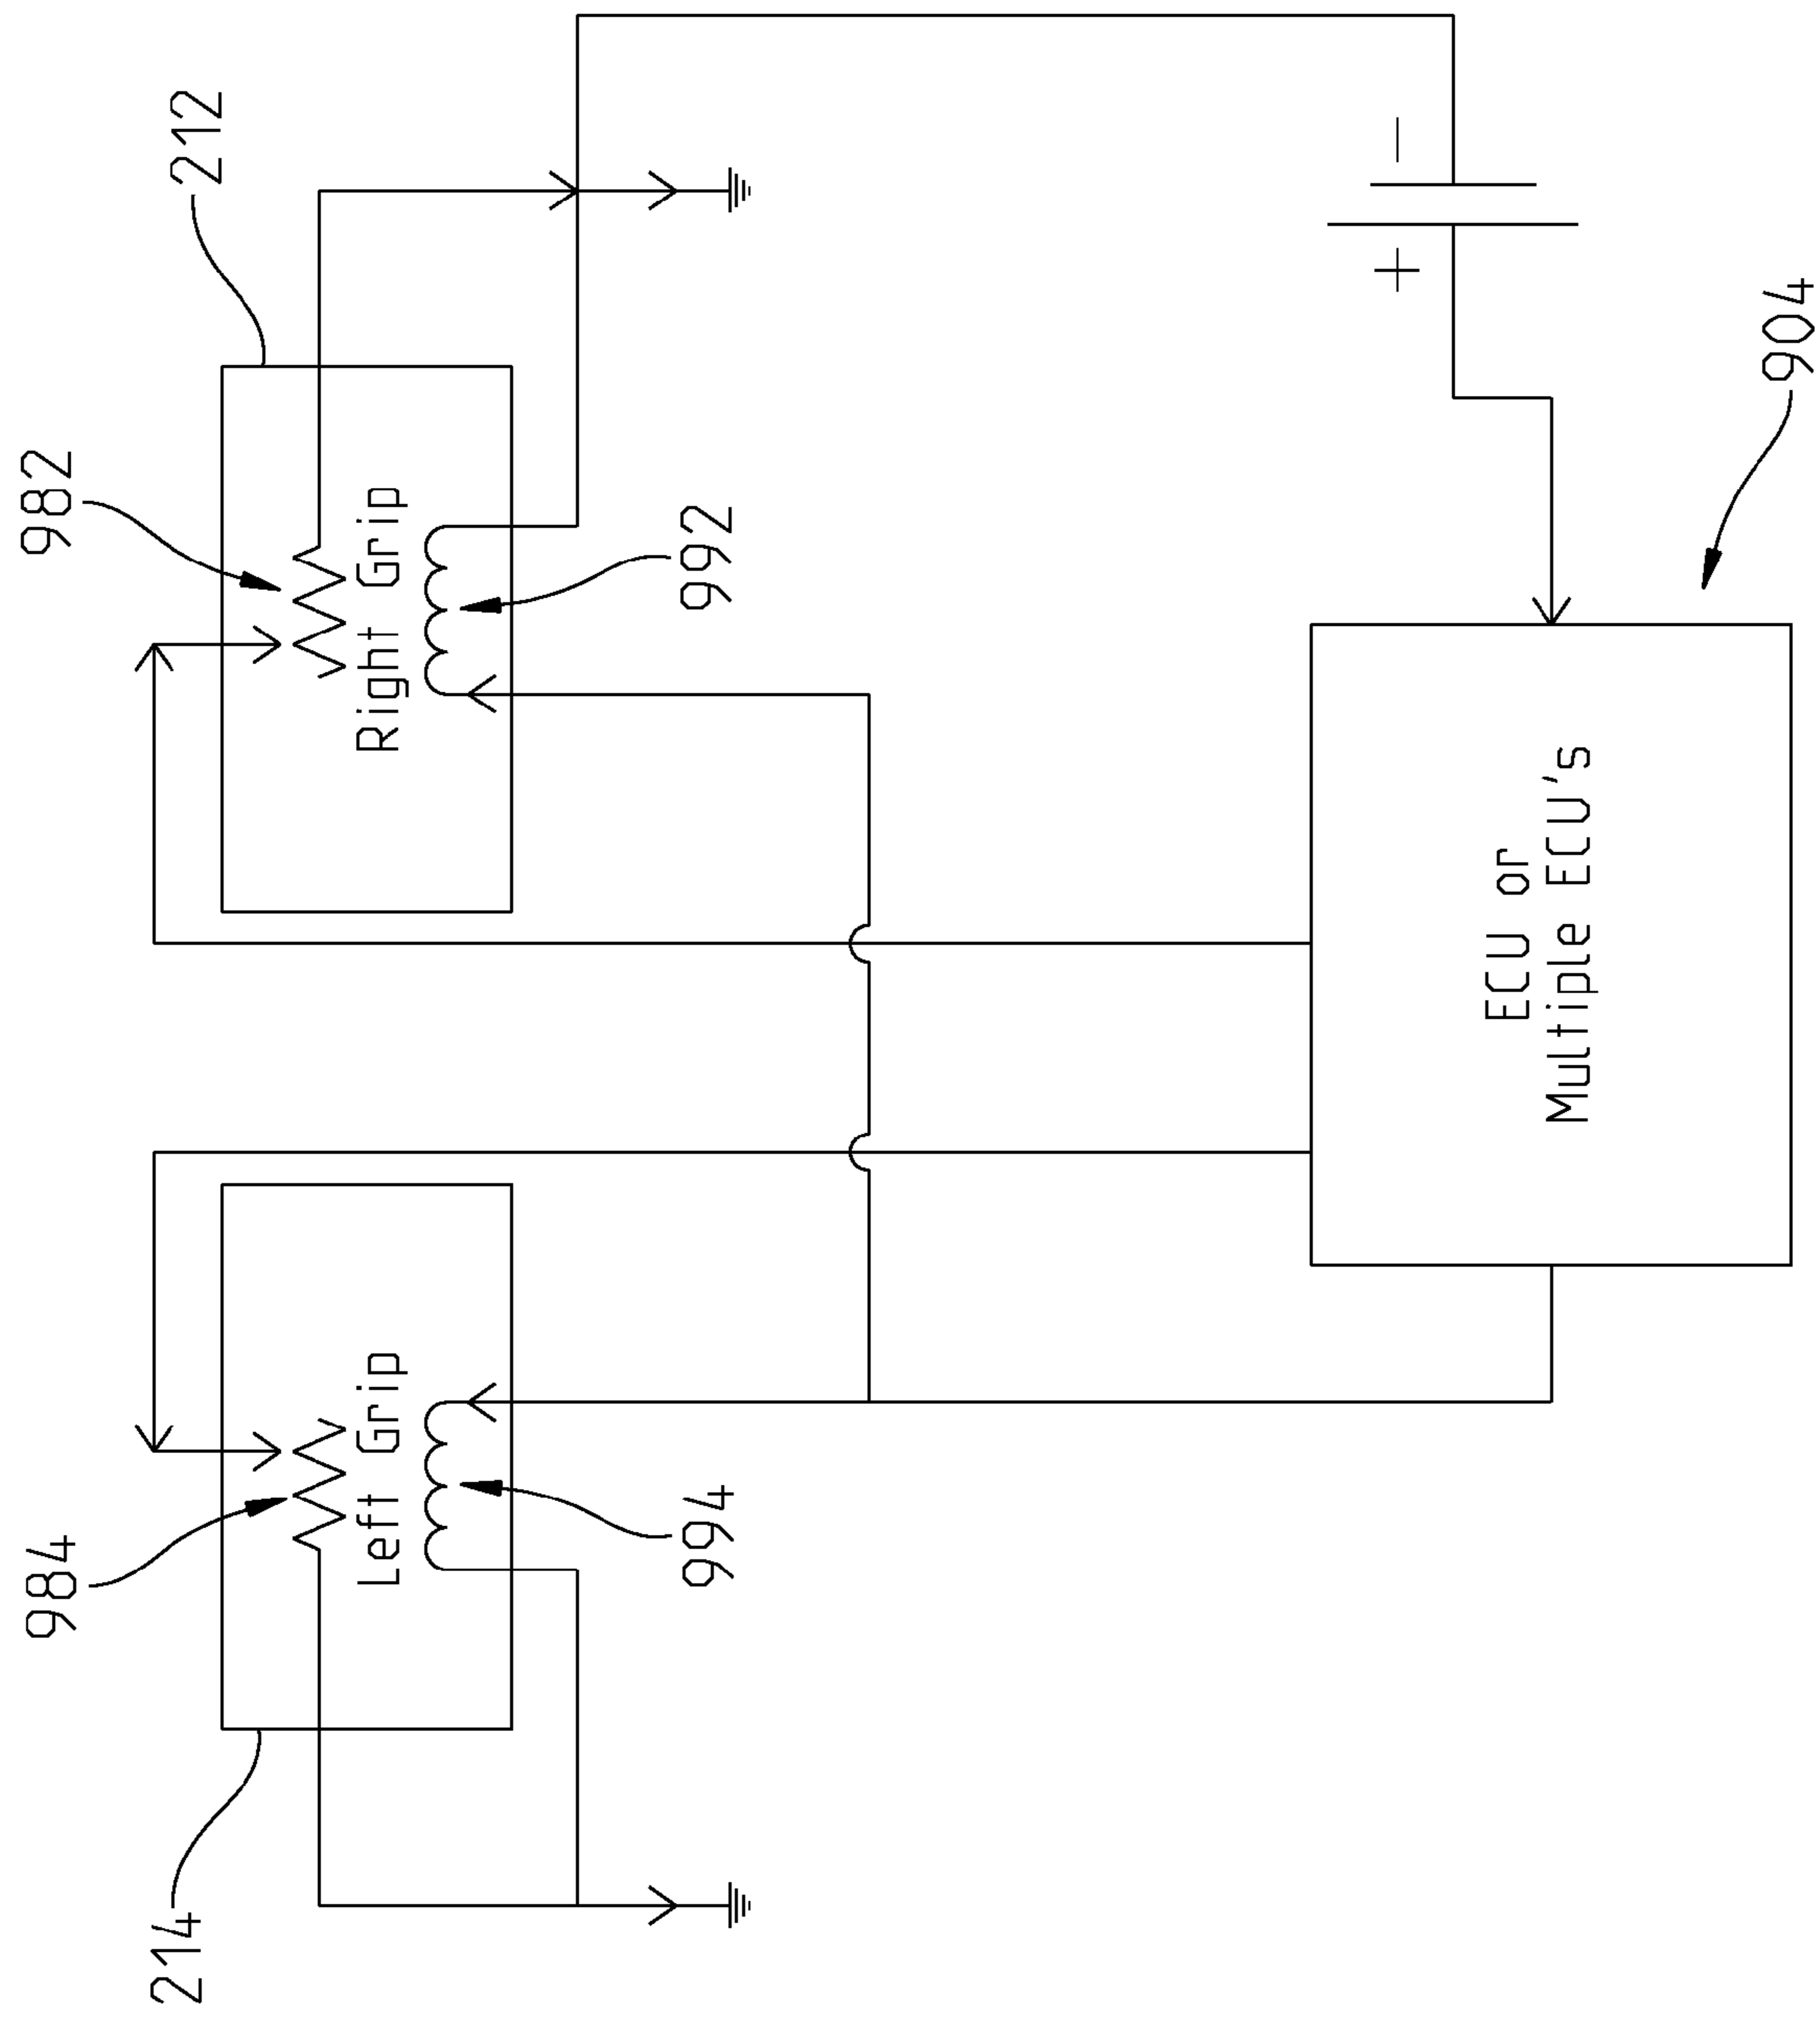 984
982
214
212
Left Grip
Right Grip
994
992
+
−
ECU or
Multiple ECU's
904